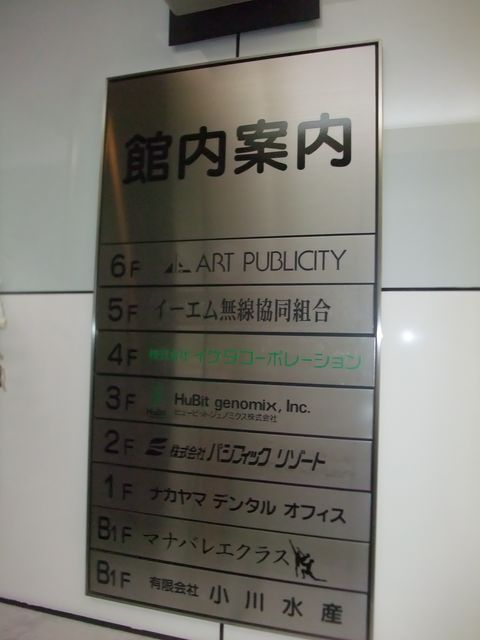 館内案内
6F ART PUBLICITY
5F イーエム無線協同組合
4F 株式会社イケダコーポレーション
3F HuBit genomix, Inc.
HuBit ヒュービットジェノミクス株式会社
2F 株式会社パシフィック リゾート
1F ナカヤマ デンタル オフィス
B1F マナバレエクラス
B1F 有限会社 小川水産